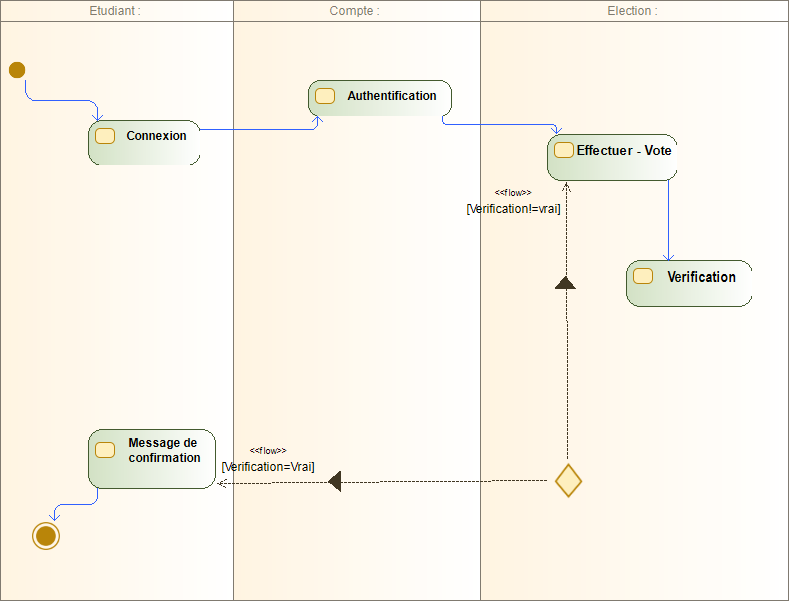 Etudiant :
Compte :
Election :
Authentification
Connexion
Effectuer - Vote
<<flow>>
[Verification!=vrai]
Verification
Message de
confirmation
<<flow>>
[Verification=Vrai]